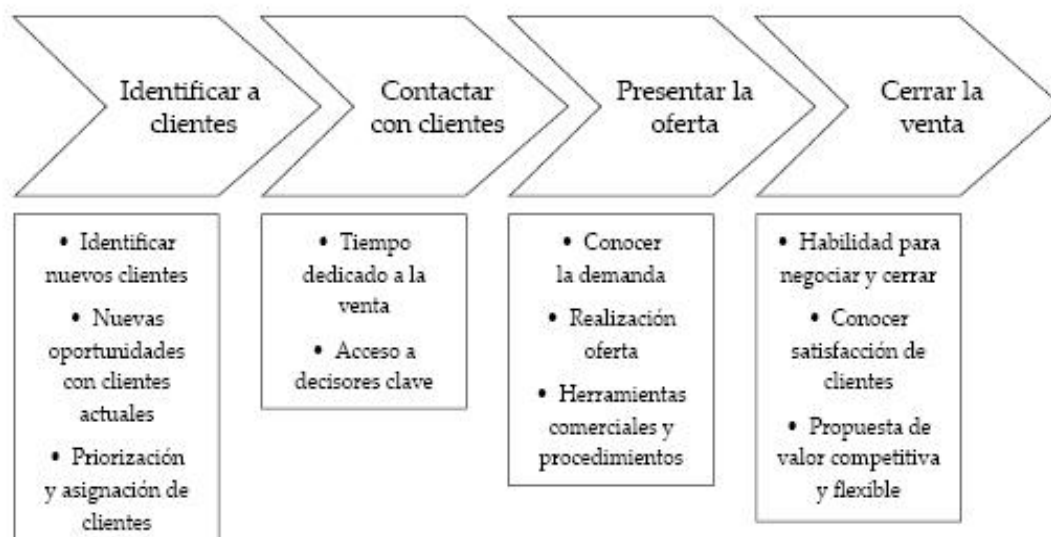 Identificar a
clientes
Contactar
con clientes
Presentar la
oferta
Cerrar la
venta
• Identificar
nuevos clientes
• Nuevas
oportunidades
con clientes
actuales
• Priorización
y asignación de
clientes
• Tiempo
dedicado a la
venta
• Acceso a
decisores clave
• Conocer
la demanda
• Realización
oferta
• Herramientas
comerciales y
procedimientos
• Habilidad para
negociar y cerrar
• Conocer
satisfacción de
clientes
• Propuesta de
valor competitiva
y flexible